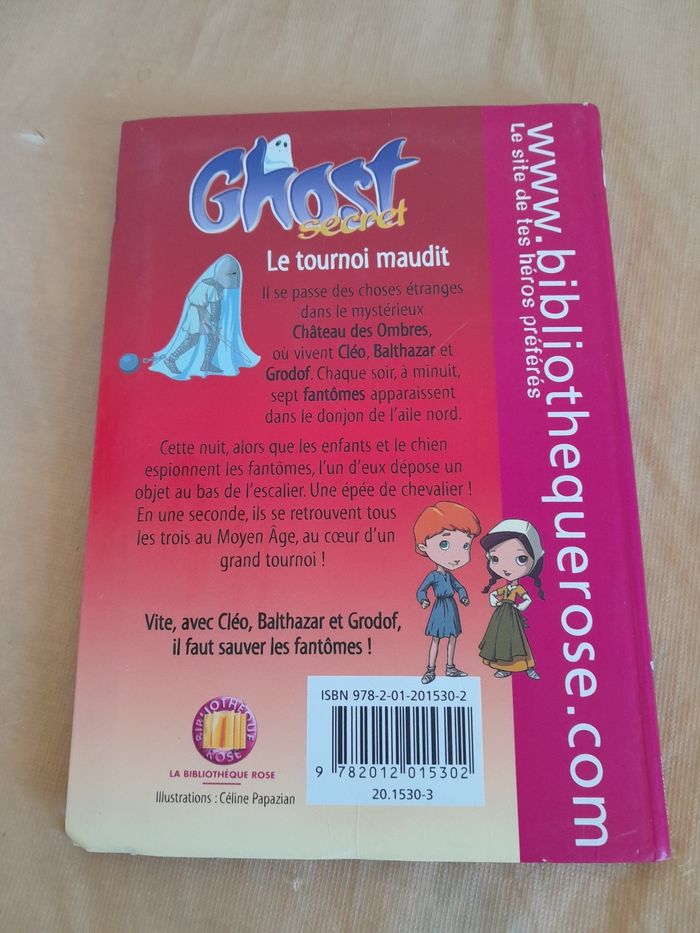 Ghost
secret
Le tournoi maudit
Il se passe des choses étranges
dans le mystérieux
Château des Ombres,
où vivent Cléo, Balthazar et
Grodof. Chaque soir, à minuit,
sept fantômes apparaissent
dans le donjon de l'aile nord.
Cette nuit, alors que les enfants et le chien
espionnent les fantômes, l'un d'eux dépose un
objet au bas de l'escalier. Une épée de chevalier !
En une seconde, ils se retrouvent tous
les trois au Moyen Âge, au cœur d'un
grand tournoi !
Vite, avec Cléo, Balthazar et Grodof,
il faut sauver les fantômes !
BIBLIOTHÈQUE
ROSE
LA BIBLIOTHÈQUE ROSE
Illustrations : Céline Papazian
ISBN 978-2-01-201530-2
9 782012 015302
20.1530-3
www.bibliothequerose.com
Le site de tes héros préférés